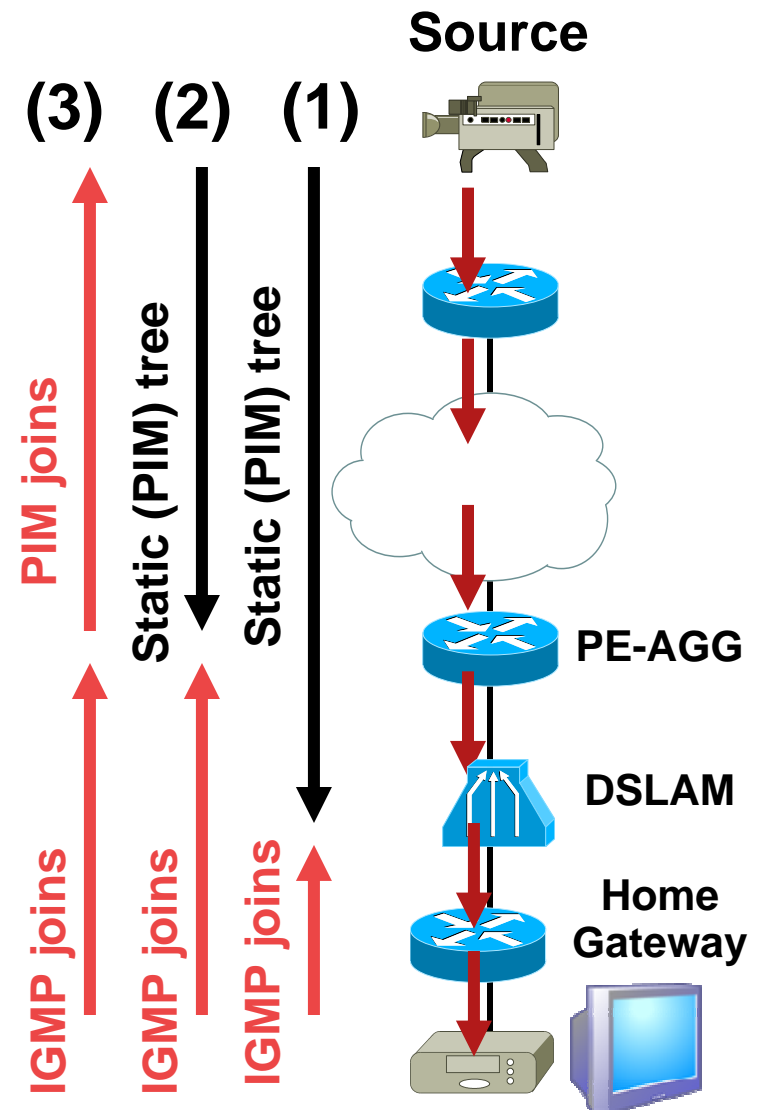 Source
(3) (2) (1)
PIM joins
Static (PIM) tree
Static (PIM) tree
PE-AGG
DSLAM
Home
Gateway
IGMP joins
IGMP joins
IGMP joins